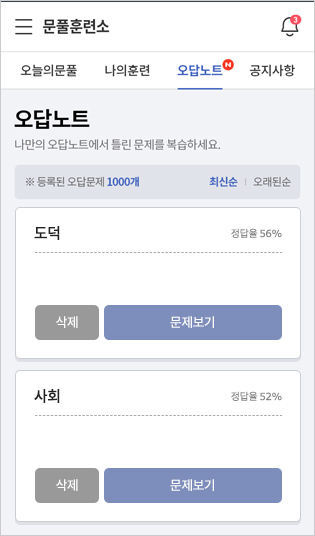 문풀훈련소
3
오늘의문풀 나의훈련 오답노트 N 공지사항
오답노트
나만의 오답노트에서 틀린 문제를 복습하세요.
※ 등록된 오답문제 1000개 최신순 | 오래된순
도덕 정답율 56%
삭제 문제보기
사회 정답율 52%
삭제 문제보기